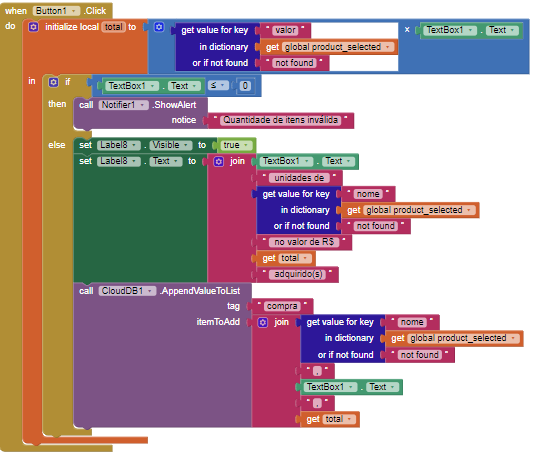 when Button1 .Click
do initialize local total to get value for key " valor " × TextBox1 . Text
in dictionary get global product_selected
or if not found " not found "
in if TextBox1 . Text ≤ 0
then call Notifier1 .ShowAlert
notice " Quantidade de itens inválida "
else set Label8 . Visible to true
set Label8 . Text to join TextBox1 . Text
" unidades de "
get value for key " nome "
in dictionary get global product_selected
or if not found " not found "
" no valor de R$ "
get total
" adquirido(s) "
call CloudDB1 .AppendValueToList
tag " compra "
itemToAdd join get value for key " nome "
in dictionary get global product_selected
or if not found " not found "
" , "
TextBox1 . Text
" , "
get total